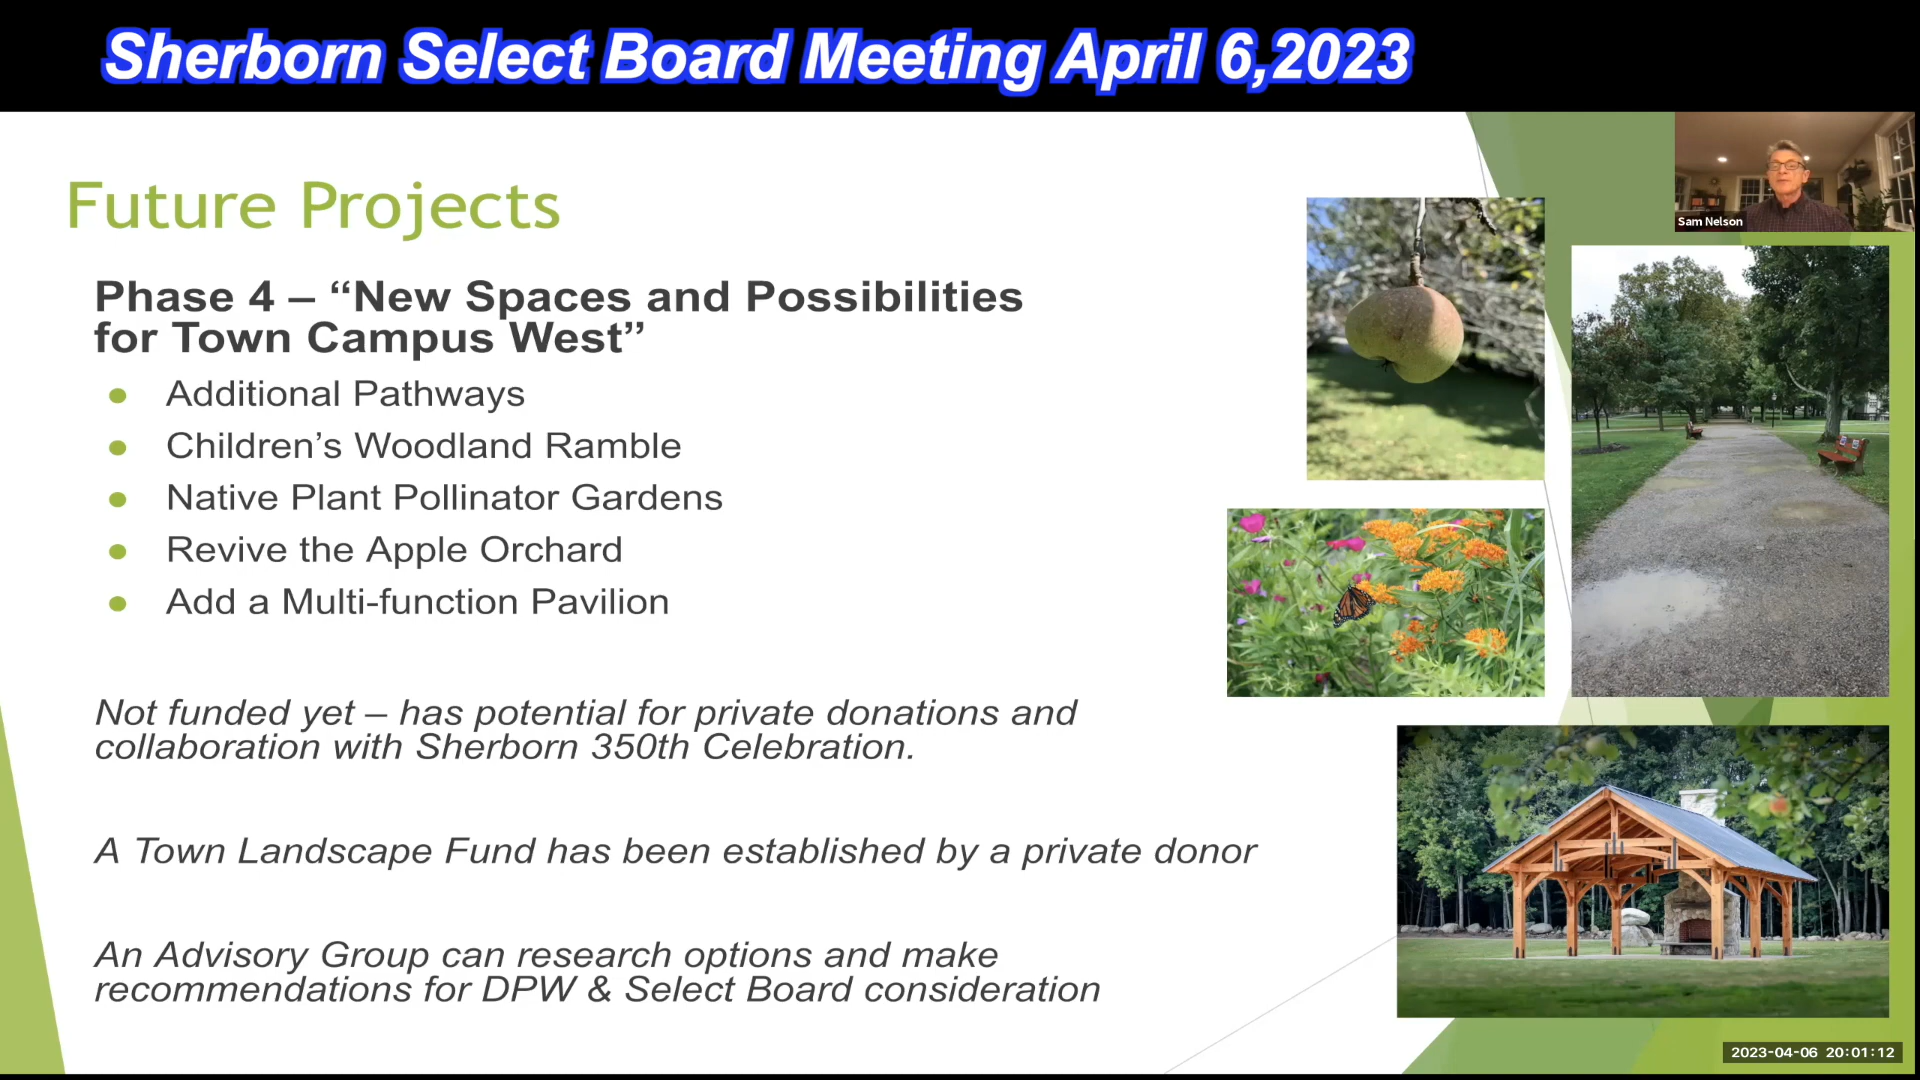 Sherborn Select Board Meeting April 6,2023
Sam Nelson
Future Projects
Phase 4 – “New Spaces and Possibilities
for Town Campus West”
● Additional Pathways
● Children’s Woodland Ramble
● Native Plant Pollinator Gardens
● Revive the Apple Orchard
● Add a Multi-function Pavilion
Not funded yet – has potential for private donations and
collaboration with Sherborn 350th Celebration.
A Town Landscape Fund has been established by a private donor
An Advisory Group can research options and make
recommendations for DPW & Select Board consideration
2023-04-06 20:01:12